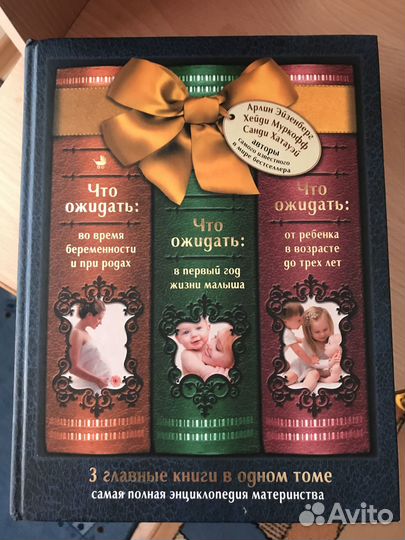 Арлин Эйзенберг
Хейди Муркофф
Санди Хатауэй
авторы
самого известного
в мире бестселлера
Что
ожидать:
во время
беременности
и при родах
Что
ожидать:
в первый год
жизни малыша
Что
ожидать:
от ребенка
в возрасте
до трех лет
3 главные книги в одном томе
самая полная энциклопедия материнства
Avito